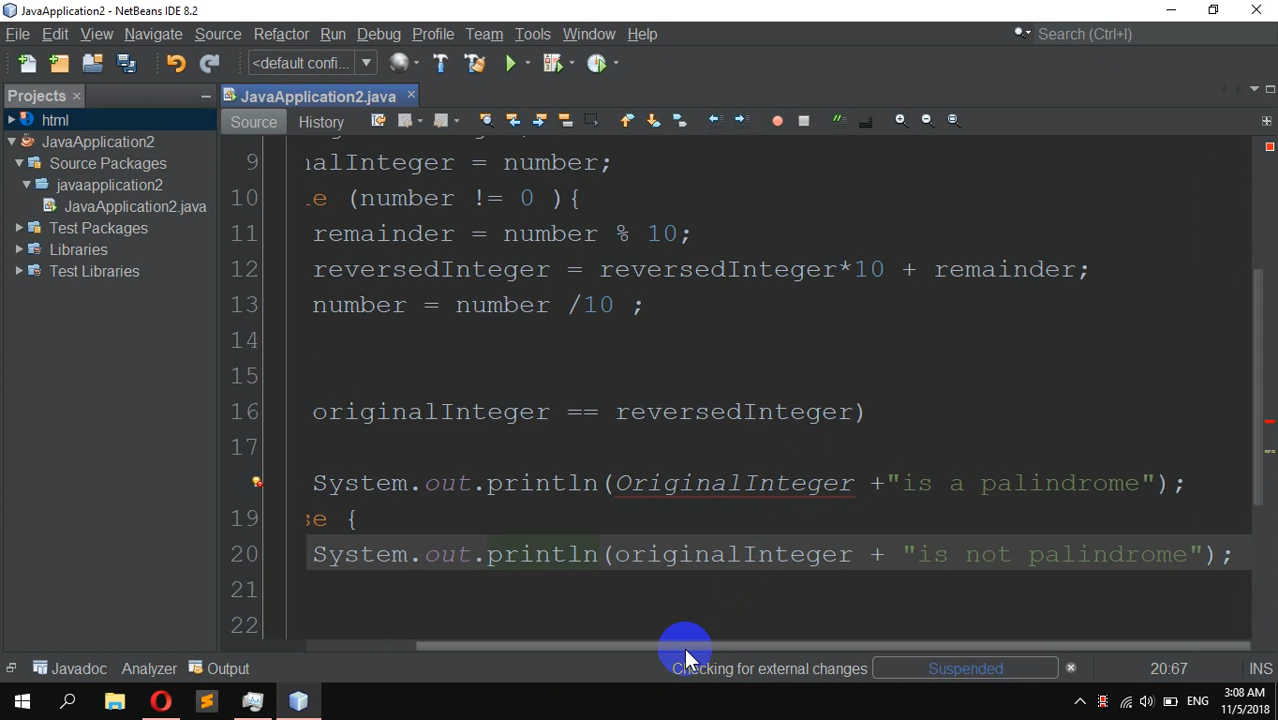 JavaApplication2 - NetBeans IDE 8.2
File Edit View Navigate Source Refactor Run Debug Profile Team Tools Window Help Search (Ctrl+I)
<default confi...
Projects JavaApplication2.java
html Source History
JavaApplication2
Source Packages
javaapplication2
JavaApplication2.java
Test Packages
Libraries
Test Libraries
9 nalInteger = number;
10 e (number != 0 ){
11 remainder = number % 10;
12 reversedInteger = reversedInteger*10 + remainder;
13 number = number /10 ;
14
15
16 originalInteger == reversedInteger)
17
System.out.println(OriginalInteger +"is a palindrome");
19 se {
20 System.out.println(originalInteger + "is not palindrome");
21
22
Javadoc Analyzer Output Checking for external changes Suspended 20:67 INS
ENG 3:08 AM
11/5/2018